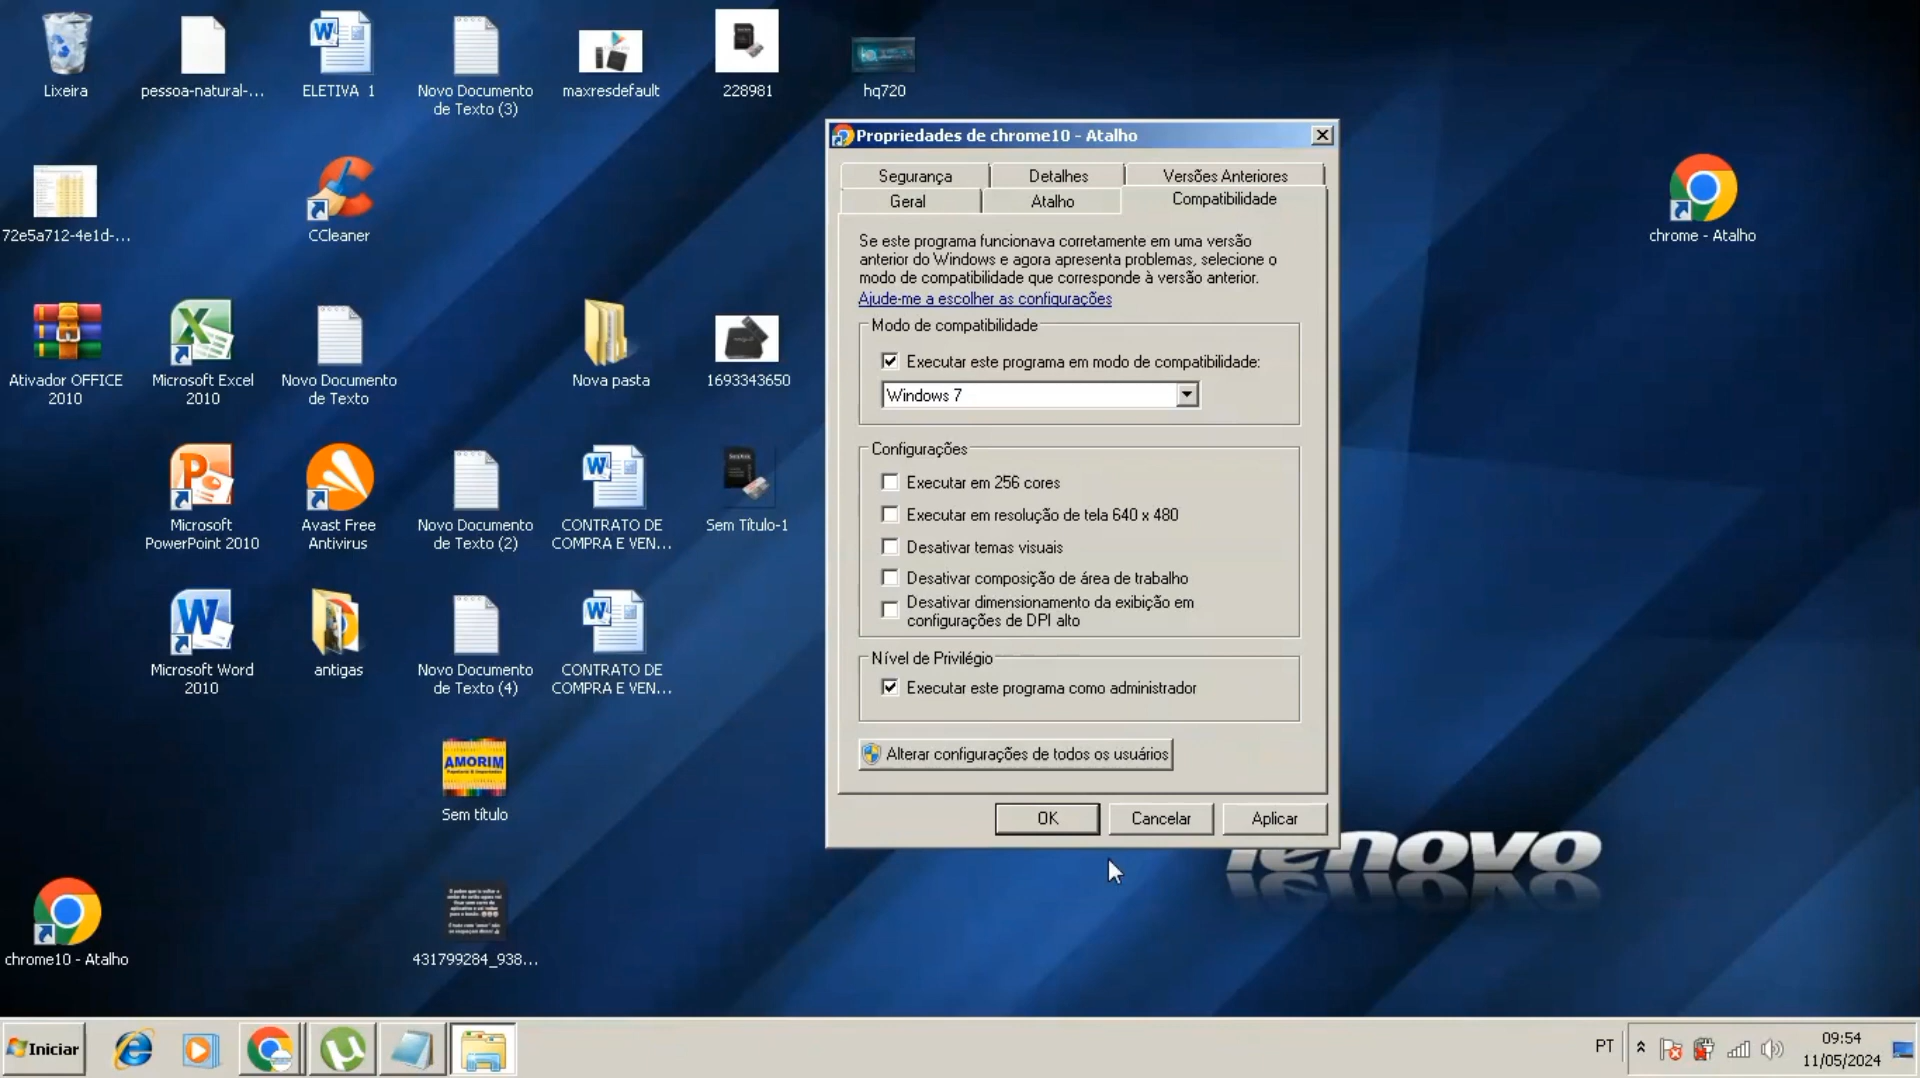 Lixeira
pessoa-natural-...
ELETIVA 1
Novo Documento
de Texto (3)
maxresdefault
228981
hq720
72e5a712-4e1d-...
CCleaner
chrome - Atalho
Ativador OFFICE
2010
Microsoft Excel
2010
Novo Documento
de Texto
Nova pasta
1693343650
Microsoft
PowerPoint 2010
Avast Free
Antivirus
Novo Documento
de Texto (2)
CONTRATO DE
COMPRA E VEN...
Sem Título-1
Microsoft Word
2010
antigas
Novo Documento
de Texto (4)
CONTRATO DE
COMPRA E VEN...
AMORIM
Sem título
chrome10 - Atalho
431799284_938...
Propriedades de chrome10 - Atalho
Segurança
Detalhes
Versões Anteriores
Geral
Atalho
Compatibilidade
Se este programa funcionava corretamente em uma versão
anterior do Windows e agora apresenta problemas, selecione o
modo de compatibilidade que corresponde à versão anterior.
Ajude-me a escolher as configurações
Modo de compatibilidade
Executar este programa em modo de compatibilidade:
Windows 7
Configurações
Executar em 256 cores
Executar em resolução de tela 640 x 480
Desativar temas visuais
Desativar composição de área de trabalho
Desativar dimensionamento da exibição em
configurações de DPI alto
Nível de Privilégio
Executar este programa como administrador
Alterar configurações de todos os usuários
OK
Cancelar
Aplicar
lenovo
Iniciar
PT
09:54
11/05/2024